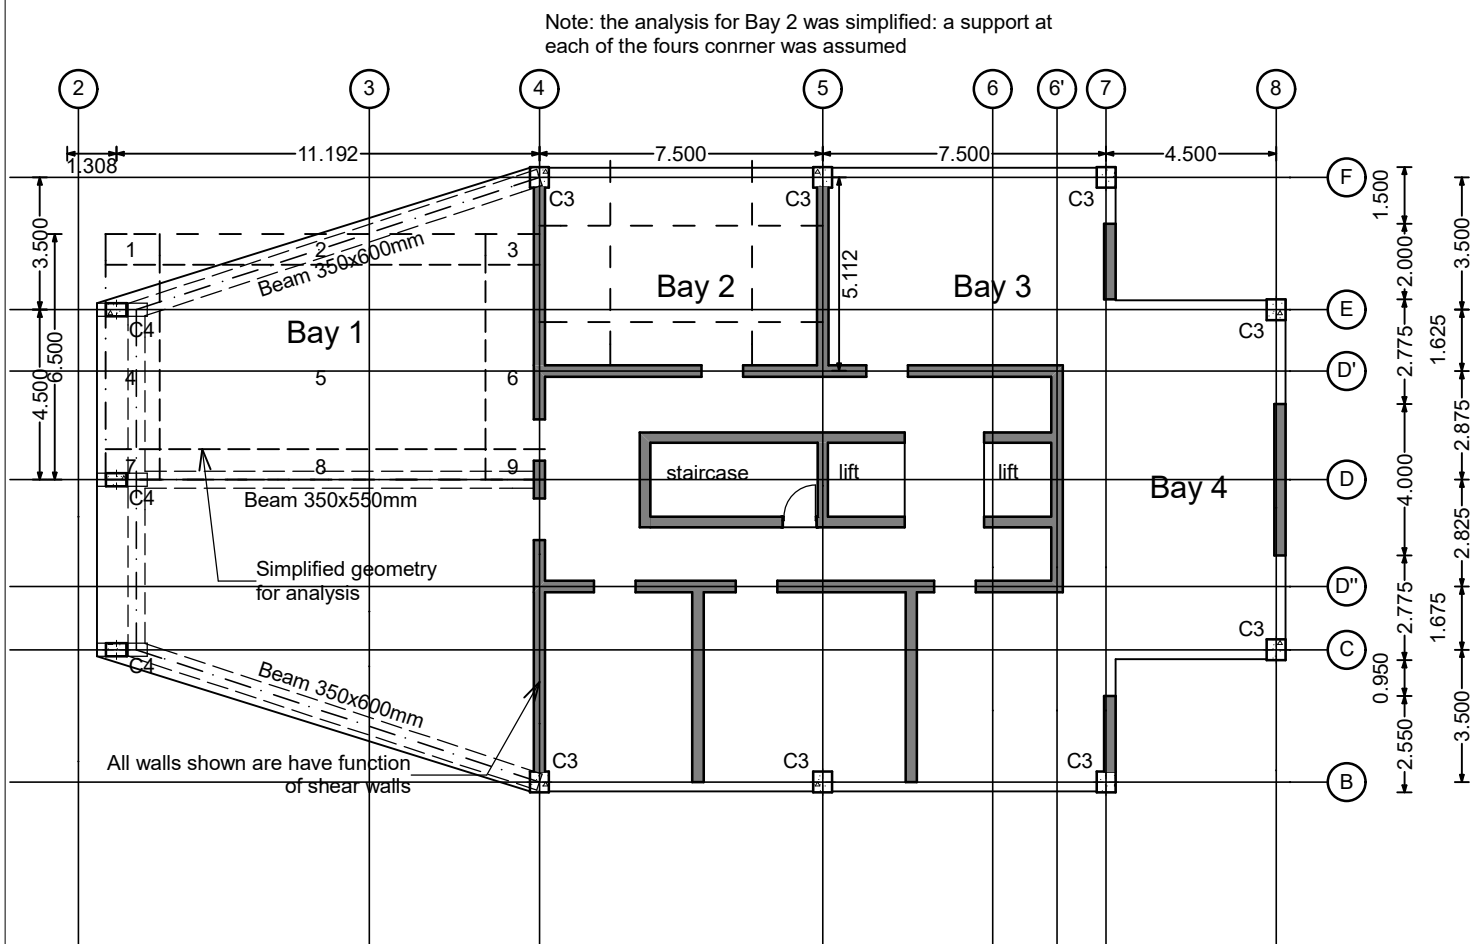 Note: the analysis for Bay 2 was simplified: a support at
each of the fours conrner was assumed
2
3
4
5
6
6'
7
8
1.308
11.192
7.500
7.500
4.500
F
E
D'
D
D"
C
B
3.500
4.500
6.500
1
2
3
4
5
6
7
8
9
Beam 350x600mm
Bay 1
C4
C4
C4
Beam 350x550mm
Simplified geometry
for analysis
Beam 350x600mm
All walls shown are have function
of shear walls
C3
C3
C3
Bay 2
5.112
Bay 3
C3
staircase
lift
lift
Bay 4
C3
C3
C3
C3
1.500
2.000
2.775
4.000
2.775
0.950
2.550
1.625
1.675
3.500
2.875
2.825
3.500